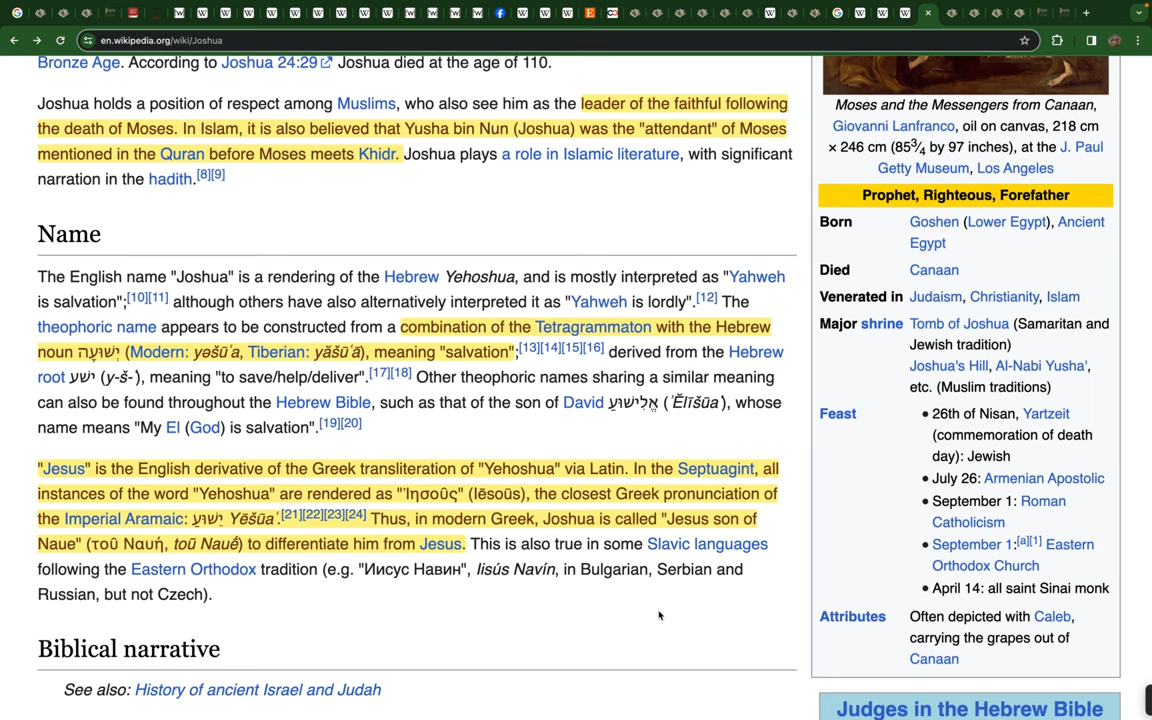 en.wikipedia.org/wiki/Joshua
Bronze Age. According to Joshua 24:29 Joshua died at the age of 110.
Joshua holds a position of respect among Muslims, who also see him as the leader of the faithful following
the death of Moses. In Islam, it is also believed that Yusha bin Nun (Joshua) was the "attendant" of Moses
mentioned in the Quran before Moses meets Khidr. Joshua plays a role in Islamic literature, with significant
narration in the hadith.[8][9]
Name
The English name "Joshua" is a rendering of the Hebrew Yehoshua, and is mostly interpreted as "Yahweh
is salvation";[10][11] although others have also alternatively interpreted it as "Yahweh is lordly".[12] The
theophoric name appears to be constructed from a combination of the Tetragrammaton with the Hebrew
noun יְשׁוּעָה (Modern: yəšūʿa, Tiberian: yăšūʿā), meaning "salvation";[13][14][15][16] derived from the Hebrew
root ישׁע (y-š-ʿ), meaning "to save/help/deliver".[17][18] Other theophoric names sharing a similar meaning
can also be found throughout the Hebrew Bible, such as that of the son of David אֱלִישׁוּעַ (ʾĔlīšūaʿ), whose
name means "My El (God) is salvation".[19][20]
"Jesus" is the English derivative of the Greek transliteration of "Yehoshua" via Latin. In the Septuagint, all
instances of the word "Yehoshua" are rendered as "Ἰησοῦς" (Iēsoūs), the closest Greek pronunciation of
the Imperial Aramaic: יֵשׁוּעַ Yēšūaʿ.[21][22][23][24] Thus, in modern Greek, Joshua is called "Jesus son of
Naue" (τοῦ Ναυή, toũ Nauḗ) to differentiate him from Jesus. This is also true in some Slavic languages
following the Eastern Orthodox tradition (e.g. "Иисус Навин", Iisús Navín, in Bulgarian, Serbian and
Russian, but not Czech).
Biblical narrative
See also: History of ancient Israel and Judah
Moses and the Messengers from Canaan,
Giovanni Lanfranco, oil on canvas, 218 cm
× 246 cm (85³⁄₄ by 97 inches), at the J. Paul
Getty Museum, Los Angeles
Prophet, Righteous, Forefather
Born Goshen (Lower Egypt), Ancient
Egypt
Died Canaan
Venerated in Judaism, Christianity, Islam
Major shrine Tomb of Joshua (Samaritan and
Jewish tradition)
Joshua's Hill, Al-Nabi Yusha',
etc. (Muslim traditions)
Feast • 26th of Nisan, Yartzeit
(commemoration of death
day): Jewish
• July 26: Armenian Apostolic
• September 1: Roman
Catholicism
• September 1:[a][1] Eastern
Orthodox Church
• April 14: all saint Sinai monk
Attributes Often depicted with Caleb,
carrying the grapes out of
Canaan
Judges in the Hebrew Bible